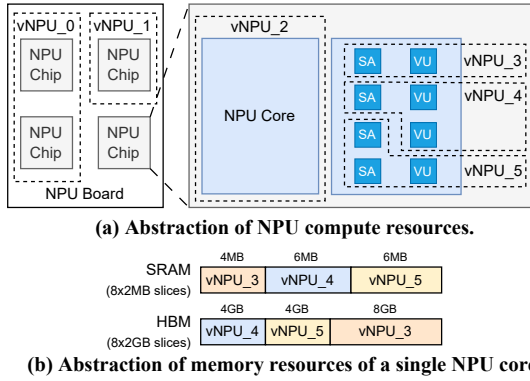 vNPU_0 vNPU_1
NPU Chip NPU Chip
NPU Chip NPU Chip
NPU Board
vNPU_2
NPU Core
SA VU vNPU_3
SA VU vNPU_4
SA VU
SA VU vNPU_5
(a) Abstraction of NPU compute resources.
4MB 6MB 6MB
SRAM vNPU_3 vNPU_4 vNPU_5
(8x2MB slices)
4GB 4GB 8GB
HBM vNPU_4 vNPU_5 vNPU_3
(8x2GB slices)
(b) Abstraction of memory resources of a single NPU core